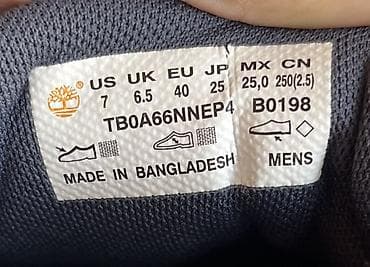 US UK EU JP MX CN
7 6.5 40 25 25,0 250(2.5)
TB0A66NNEP4 B0198
MADE IN BANGLADESH MENS